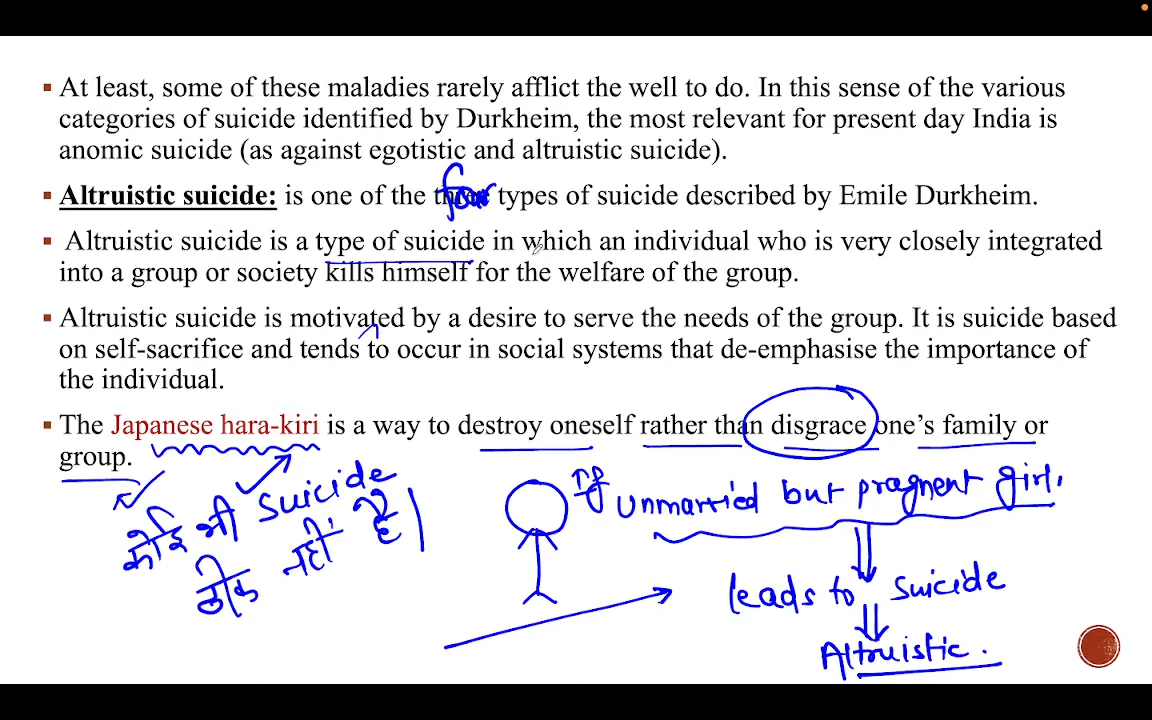 ▪ At least, some of these maladies rarely afflict the well to do. In this sense of the various
categories of suicide identified by Durkheim, the most relevant for present day India is
anomic suicide (as against egotistic and altruistic suicide).
▪ Altruistic suicide: is one of the four types of suicide described by Emile Durkheim.
▪ Altruistic suicide is a type of suicide in which an individual who is very closely integrated
into a group or society kills himself for the welfare of the group.
▪ Altruistic suicide is motivated by a desire to serve the needs of the group. It is suicide based
on self-sacrifice and tends to occur in social systems that de-emphasise the importance of
the individual.
▪ The Japanese hara-kiri is a way to destroy oneself rather than disgrace one's family or
group.
कोई भी suicide
ठीक नहीं है।
unmarried but pragnent girl.
leads to suicide
Altruistic.